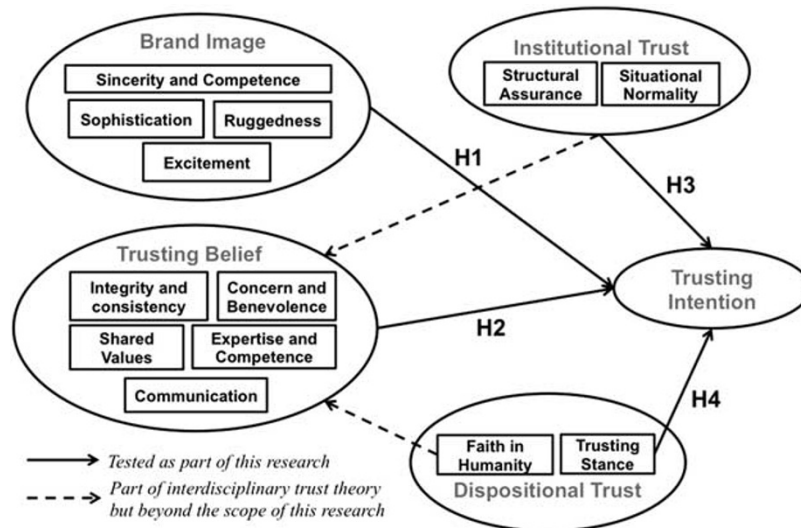 Brand Image
Sincerity and Competence
Sophistication
Ruggedness
Excitement
Institutional Trust
Structural
Assurance
Situational
Normality
H1
H3
Trusting Belief
Integrity and
consistency
Concern and
Benevolence
Shared
Values
Expertise and
Competence
Communication
H2
Trusting
Intention
H4
Faith in
Humanity
Trusting
Stance
Dispositional Trust
Tested as part of this research
Part of interdisciplinary trust theory
but beyond the scope of this research